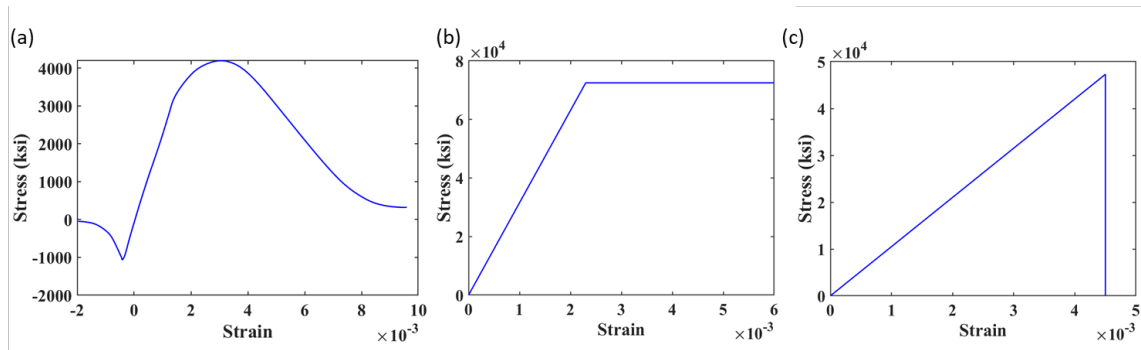 (a)
4000
3000
2000
1000
0
-1000
-2000
-2 0 2 4 6 8 10
Stress (ksi)
Strain
×10-3
(b)
×10⁴
8
6
4
2
0
0 1 2 3 4 5 6
Stress (ksi)
Strain
×10-3
(c)
×10⁴
5
4
3
2
1
0
0 1 2 3 4 5
Stress (ksi)
Strain
×10-3